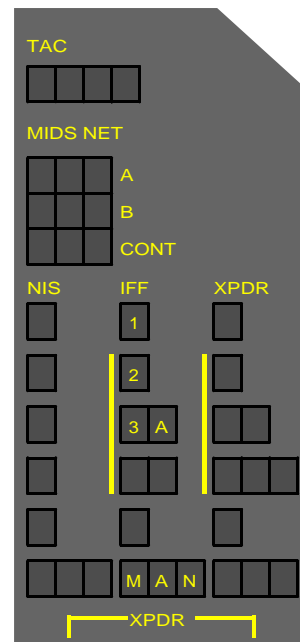 TAC
MIDS NET
A
B
CONT
NIS IFF XPDR
1
2
3 A
M A N
XPDR